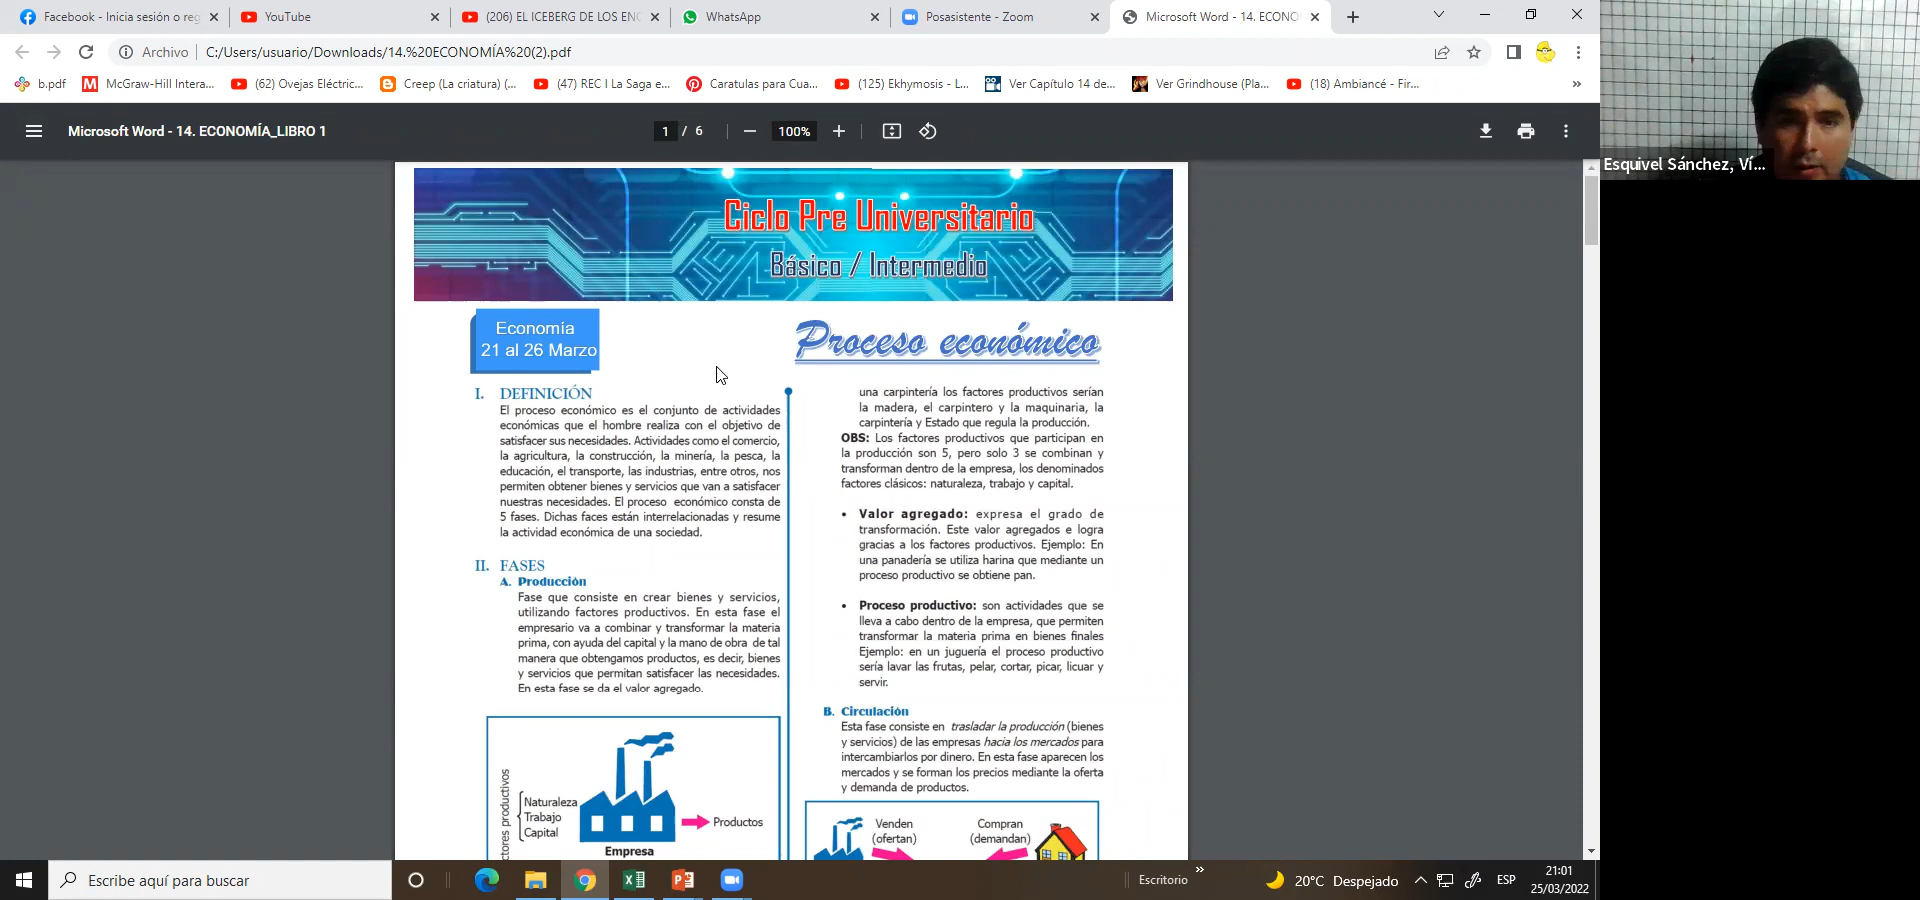 Facebook - Inicia sesión o reg
YouTube
(206) EL ICEBERG DE LOS ENC
WhatsApp
Posasistente - Zoom
Microsoft Word - 14. ECONO
Archivo
C:/Users/usuario/Downloads/14.%20ECONOMÍA%20(2).pdf
b.pdf
McGraw-Hill Intera...
(62) Ovejas Eléctric...
Creep (La criatura) (...
(47) REC I La Saga e...
Caratulas para Cua...
(125) Ekhymosis - L...
Ver Capítulo 14 de...
Ver Grindhouse (Pla...
(18) Ambiancé - Fir...
»
Microsoft Word - 14. ECONOMÍA_LIBRO 1
1 / 6
100%
Esquivel Sánchez, Ví...
Ciclo Pre Universitario
Básico / Intermedio
Economía
21 al 26 Marzo
Proceso económico
I. DEFINICIÓN
El proceso económico es el conjunto de actividades
económicas que el hombre realiza con el objetivo de
satisfacer sus necesidades. Actividades como el comercio,
la agricultura, la construcción, la minería, la pesca, la
educación, el transporte, las industrias, entre otros, nos
permiten obtener bienes y servicios que van a satisfacer
nuestras necesidades. El proceso económico consta de
5 fases. Dichas faces están interrelacionadas y resume
la actividad económica de una sociedad.
II. FASES
A. Producción
Fase que consiste en crear bienes y servicios,
utilizando factores productivos. En esta fase el
empresario va a combinar y transformar la materia
prima, con ayuda del capital y la mano de obra de tal
manera que obtengamos productos, es decir, bienes
y servicios que permitan satisfacer las necesidades.
En esta fase se da el valor agregado.
ctores productivos
Naturaleza
Trabajo
Capital
Productos
Empresa
una carpintería los factores productivos serían
la madera, el carpintero y la maquinaria, la
carpintería y Estado que regula la producción.
OBS: Los factores productivos que participan en
la producción son 5, pero solo 3 se combinan y
transforman dentro de la empresa, los denominados
factores clásicos: naturaleza, trabajo y capital.
• Valor agregado: expresa el grado de
transformación. Este valor agregados e logra
gracias a los factores productivos. Ejemplo: En
una panadería se utiliza harina que mediante un
proceso productivo se obtiene pan.
• Proceso productivo: son actividades que se
lleva a cabo dentro de la empresa, que permiten
transformar la materia prima en bienes finales
Ejemplo: en un juguería el proceso productivo
sería lavar las frutas, pelar, cortar, picar, licuar y
servir.
B. Circulación
Esta fase consiste en trasladar la producción (bienes
y servicios) de las empresas hacia los mercados para
intercambiarlos por dinero. En esta fase aparecen los
mercados y se forman los precios mediante la oferta
y demanda de productos.
Venden
(ofertan)
Compran
(demandan)
Escribe aquí para buscar
Escritorio
»
20°C Despejado
ESP
21:01
25/03/2022